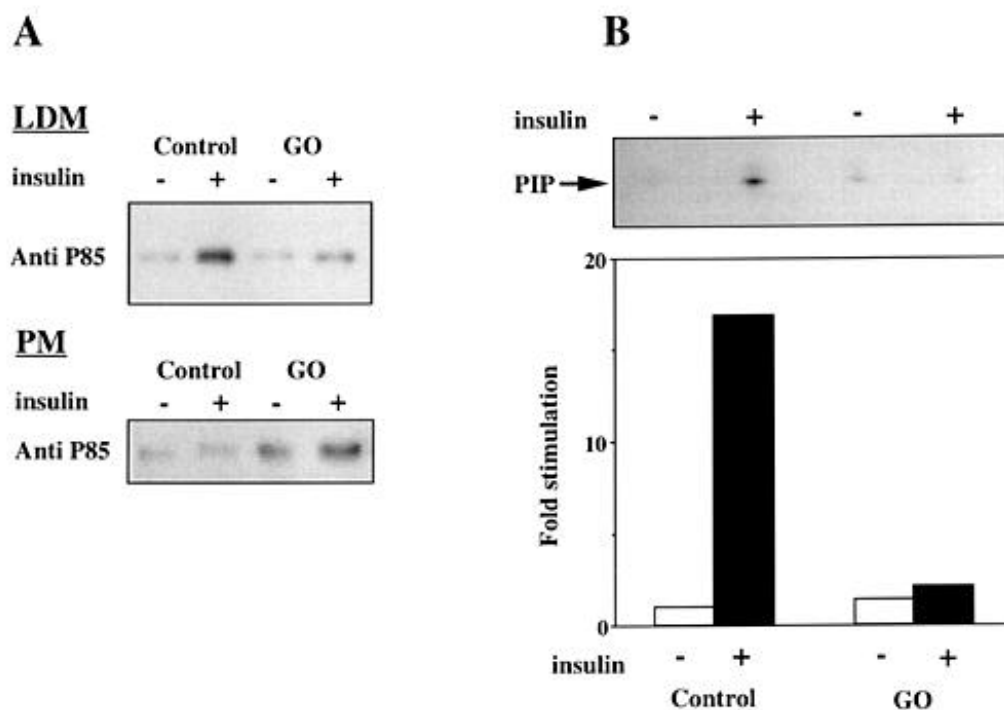 A
LDM
Control GO
insulin - + - +
Anti P85
PM
Control GO
insulin - + - +
Anti P85
B
insulin - + - +
PIP
20
10
0
Fold stimulation
insulin - + - +
Control GO